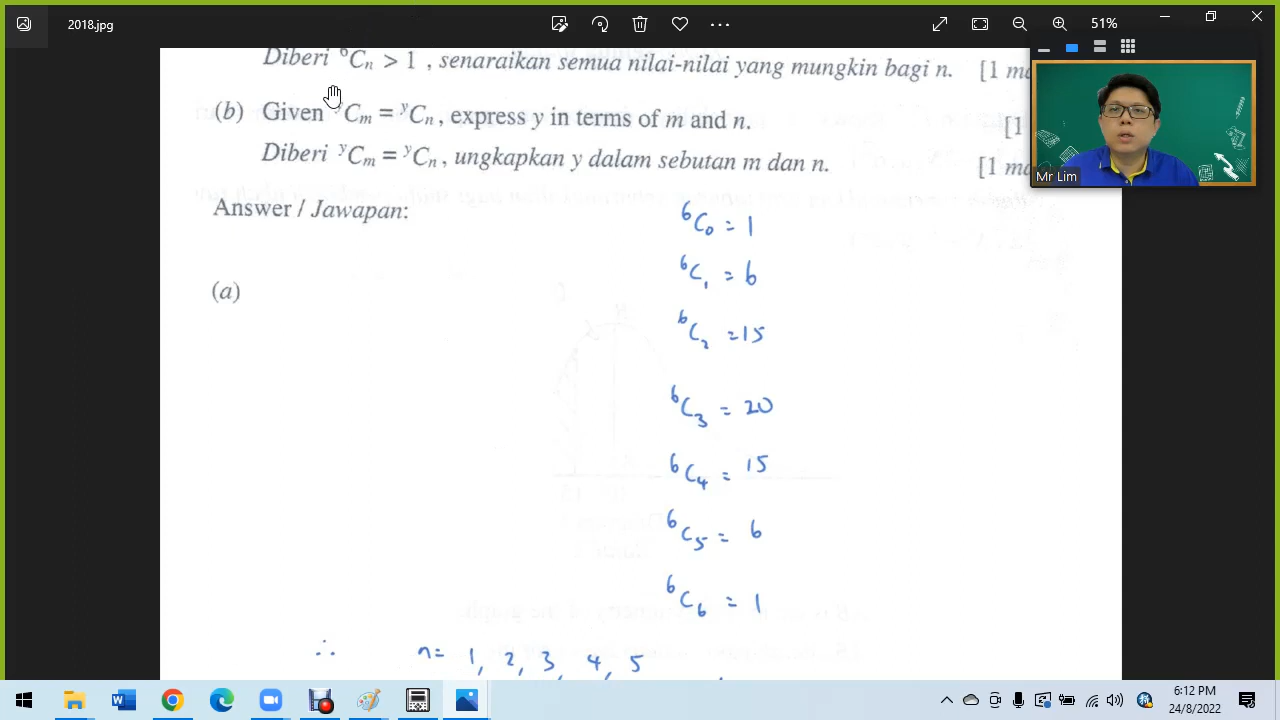 2018.jpg
51%
Diberi ⁶Cₙ > 1 , senaraikan semua nilai-nilai yang mungkin bagi n. [1 ma
(b) Given ʸCₘ = ʸCₙ, express y in terms of m and n. [1
Diberi ʸCₘ = ʸCₙ, ungkapkan y dalam sebutan m dan n. [1 ma
Mr Lim
Answer / Jawapan:
(a)
⁶C₀ = 1
⁶C₁ = 6
⁶C₂ = 15
⁶C₃ = 20
⁶C₄ = 15
⁶C₅ = 6
⁶C₆ = 1
∴ n= 1, 2, 3, 4, 5
6:12 PM
24/8/2022